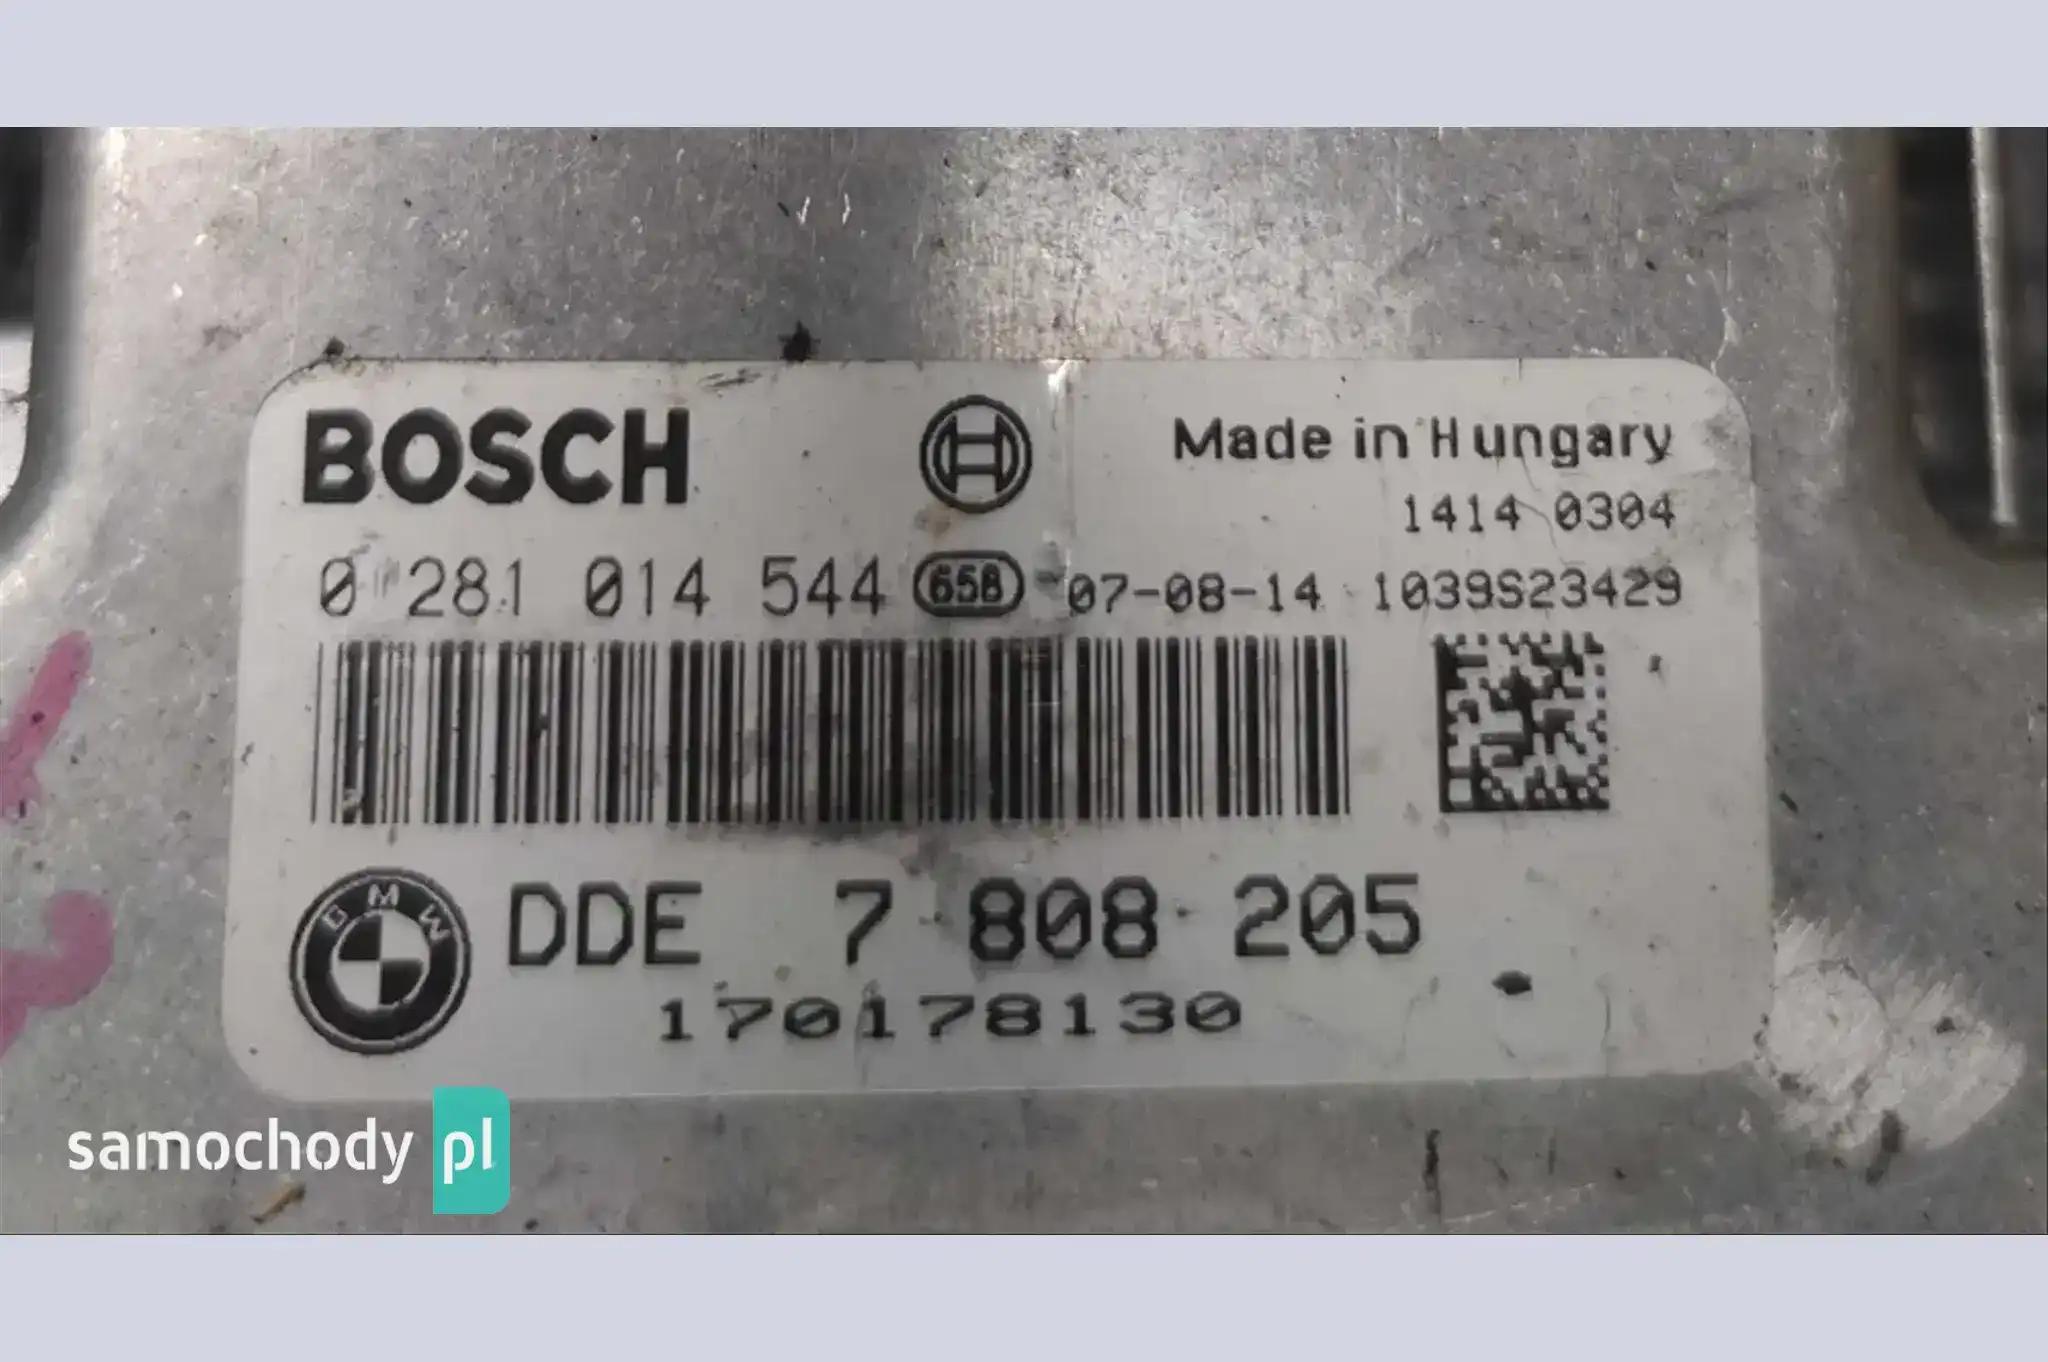 BOSCH
Made in Hungary
1414 0304
0 281 014 544 658 07-08-14 1039S23429
BMW
DDE 7 808 205
170178130
samochody pl